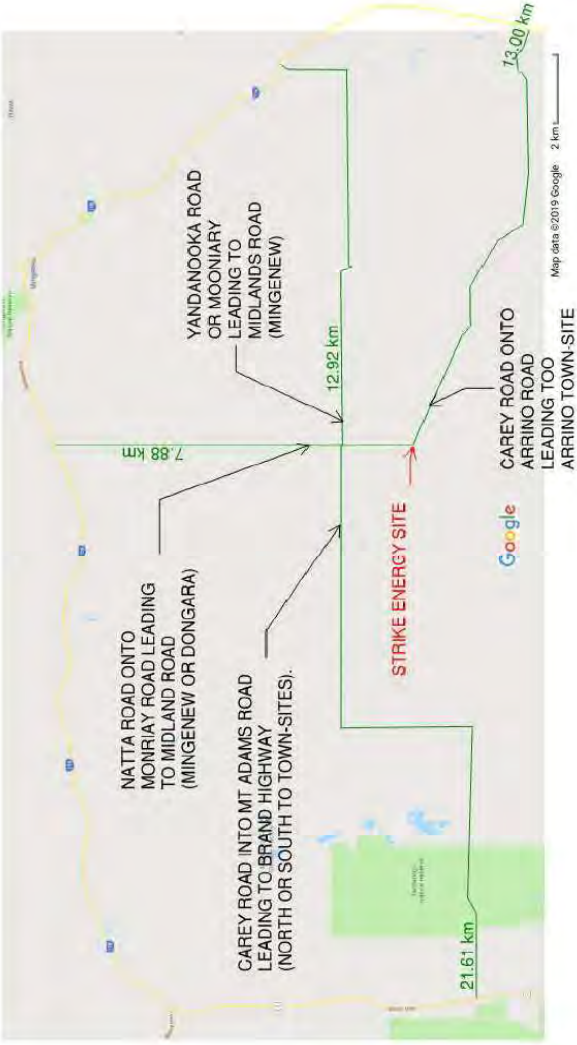 NATTA ROAD ONTO
MONRIAY ROAD LEADING
TO MIDLAND ROAD
(MINGENEW OR DONGARA)
7.88 km
YANDANOOKA ROAD
OR MOONIARY
LEADING TO
MIDLANDS ROAD
(MINGENEW)
12.92 km
CAREY ROAD INTO MT ADAMS ROAD
LEADING TO BRAND HIGHWAY
(NORTH OR SOUTH TO TOWN-SITES).
STRIKE ENERGY SITE
CAREY ROAD ONTO
ARRINO ROAD
LEADING TOO
ARRINO TOWN-SITE
13.00 km
21.61 km
Google
Map data ©2019 Google 2 km